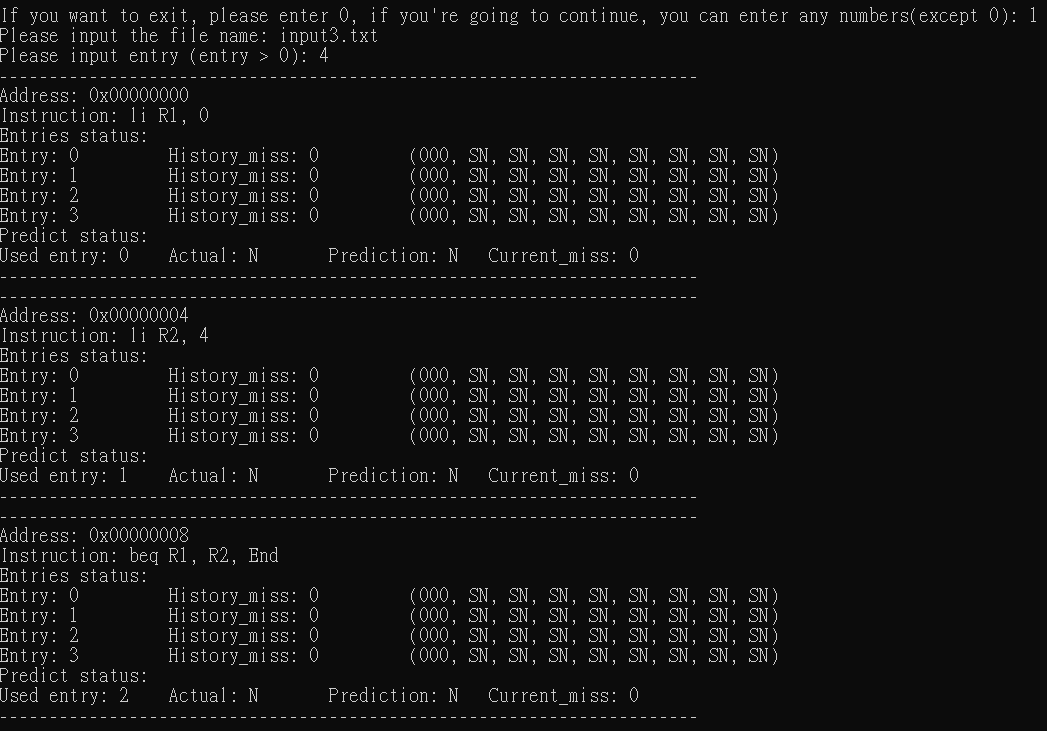 If you want to exit, please enter 0, if you're going to continue, you can enter any numbers(except 0): 1
Please input the file name: input3.txt
Please input entry (entry > 0): 4
----------------------------------------------------------------------
Address: 0x00000000
Instruction: li R1, 0
Entries status:
Entry: 0 History_miss: 0 (000, SN, SN, SN, SN, SN, SN, SN, SN)
Entry: 1 History_miss: 0 (000, SN, SN, SN, SN, SN, SN, SN, SN)
Entry: 2 History_miss: 0 (000, SN, SN, SN, SN, SN, SN, SN, SN)
Entry: 3 History_miss: 0 (000, SN, SN, SN, SN, SN, SN, SN, SN)
Predict status:
Used entry: 0 Actual: N Prediction: N Current_miss: 0
----------------------------------------------------------------------
----------------------------------------------------------------------
Address: 0x00000004
Instruction: li R2, 4
Entries status:
Entry: 0 History_miss: 0 (000, SN, SN, SN, SN, SN, SN, SN, SN)
Entry: 1 History_miss: 0 (000, SN, SN, SN, SN, SN, SN, SN, SN)
Entry: 2 History_miss: 0 (000, SN, SN, SN, SN, SN, SN, SN, SN)
Entry: 3 History_miss: 0 (000, SN, SN, SN, SN, SN, SN, SN, SN)
Predict status:
Used entry: 1 Actual: N Prediction: N Current_miss: 0
----------------------------------------------------------------------
----------------------------------------------------------------------
Address: 0x00000008
Instruction: beq R1, R2, End
Entries status:
Entry: 0 History_miss: 0 (000, SN, SN, SN, SN, SN, SN, SN, SN)
Entry: 1 History_miss: 0 (000, SN, SN, SN, SN, SN, SN, SN, SN)
Entry: 2 History_miss: 0 (000, SN, SN, SN, SN, SN, SN, SN, SN)
Entry: 3 History_miss: 0 (000, SN, SN, SN, SN, SN, SN, SN, SN)
Predict status:
Used entry: 2 Actual: N Prediction: N Current_miss: 0
----------------------------------------------------------------------